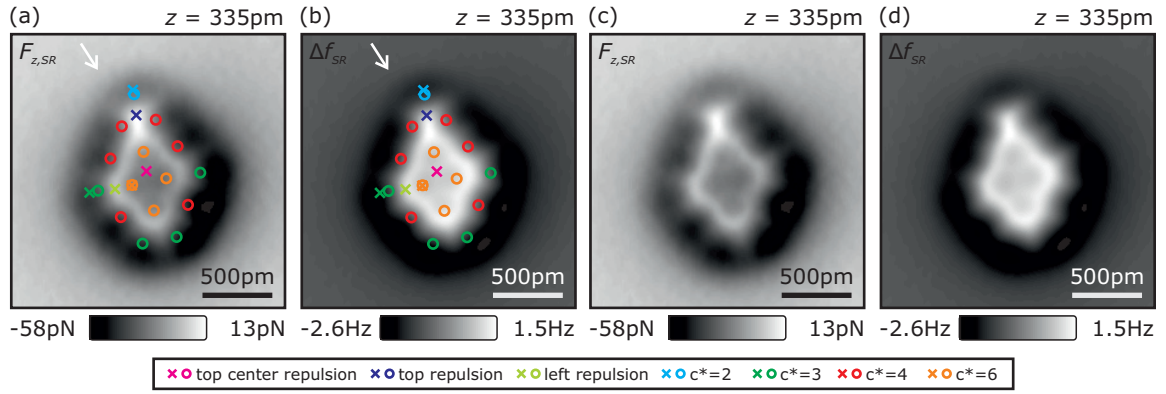 (a) z = 335pm (b) z = 335pm (c) z = 335pm (d) z = 335pm
F_z,SR Δf_SR F_z,SR Δf_SR
500pm 500pm 500pm 500pm
-58pN 13pN -2.6Hz 1.5Hz -58pN 13pN -2.6Hz 1.5Hz
top center repulsion top repulsion left repulsion c*=2 c*=3 c*=4 c*=6